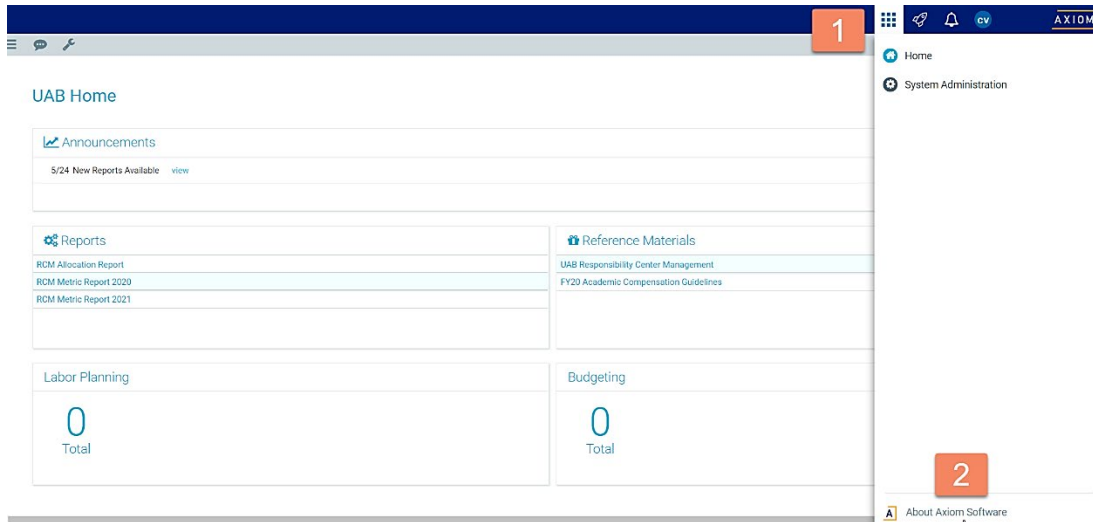 1
CV
AXIOM
Home
System Administration
UAB Home
Announcements
5/24 New Reports Available view
Reports
RCM Allocation Report
RCM Metric Report 2020
RCM Metric Report 2021
Reference Materials
UAB Responsibility Center Management
FY20 Academic Compensation Guidelines
Labor Planning
0
Total
Budgeting
0
Total
2
A About Axiom Software